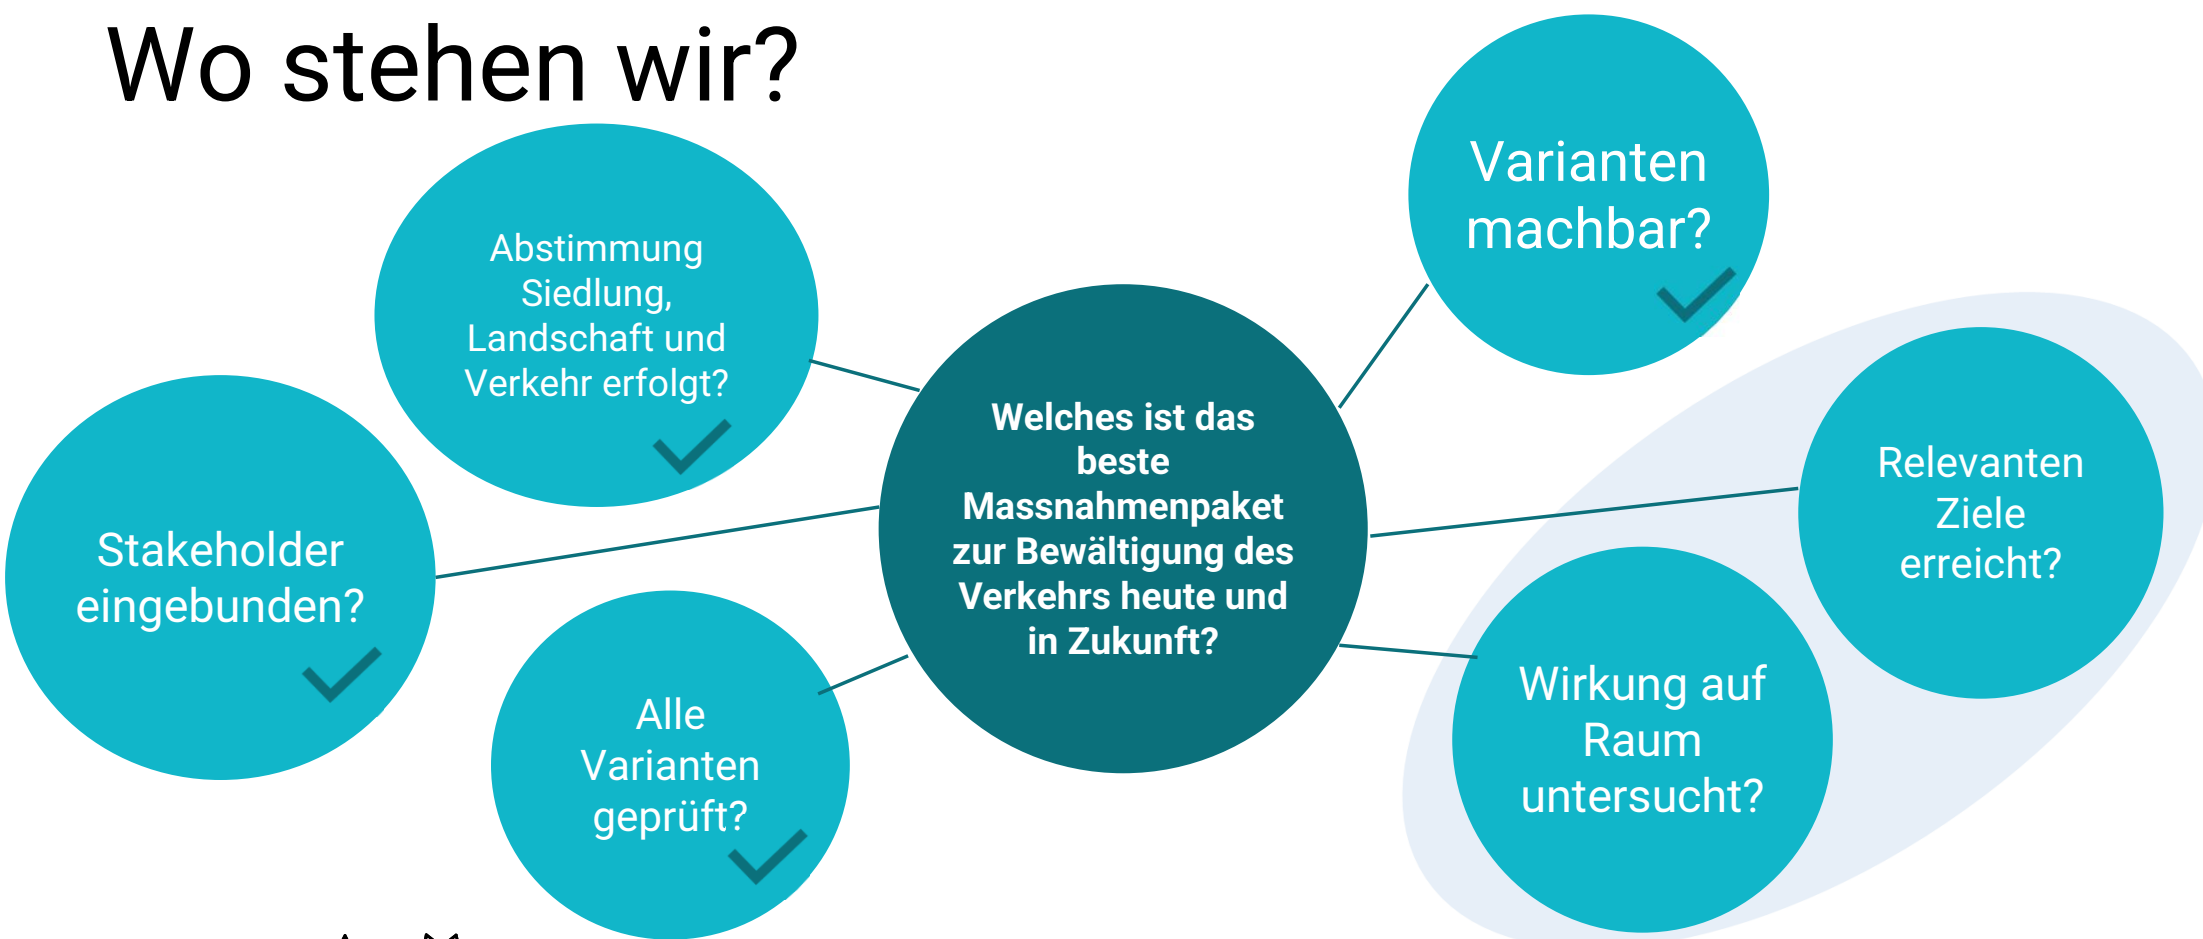 Wo stehen wir?
Abstimmung
Siedlung,
Landschaft und
Verkehr erfolgt?
Varianten
machbar?
Stakeholder
eingebunden?
Welches ist das
beste
Massnahmenpaket
zur Bewältigung des
Verkehrs heute und
in Zukunft?
Relevanten
Ziele
erreicht?
Alle
Varianten
geprüft?
Wirkung auf
Raum
untersucht?